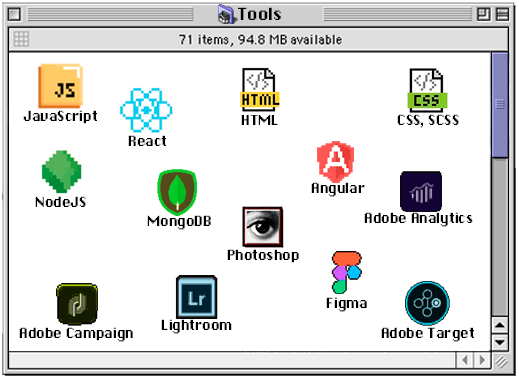 Tools
71 items, 94.8 MB available
JS
JavaScript
React
HTML
HTML
CSS
CSS, SCSS
NodeJS
MongoDB
A
Angular
Adobe Analytics
Photoshop
Figma
Adobe Campaign
Lr
Lightroom
Adobe Target